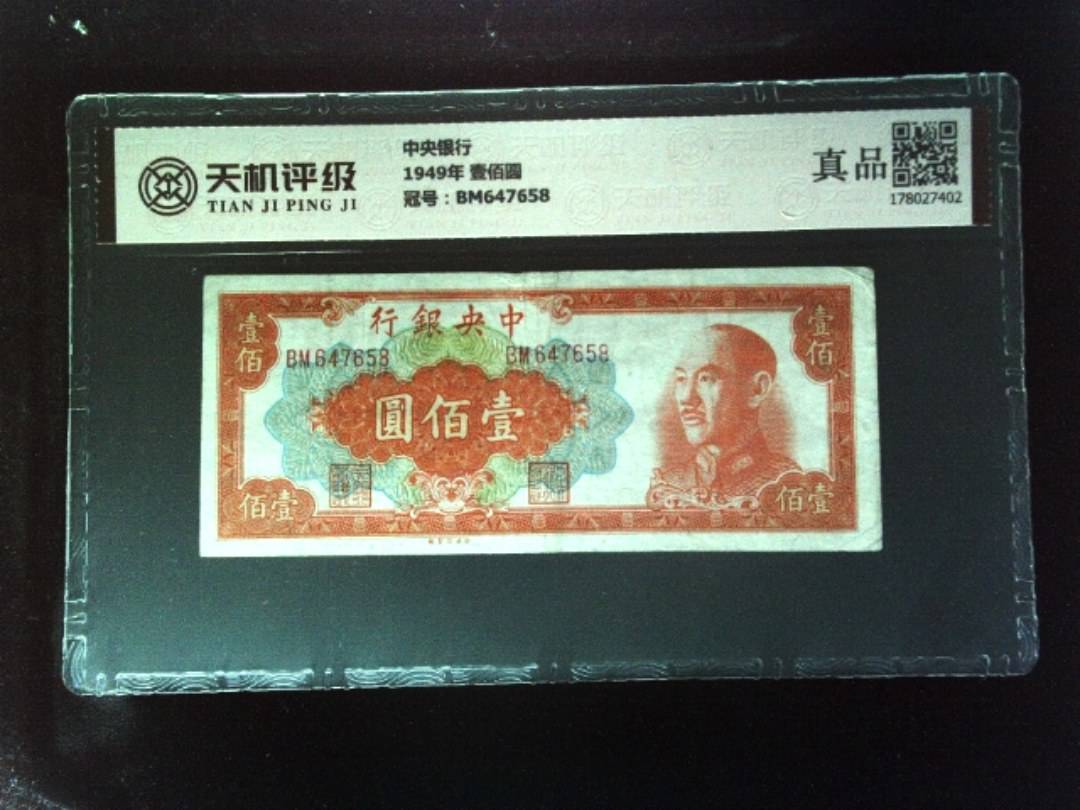 天机评级
TIAN JI PING JI
中央银行
1949年 壹佰圆
冠号：BM647658
真品
178027402
行銀央中
壹佰
壹佰
BM647658
BM647658
圓佰壹
佰壹
佰壹